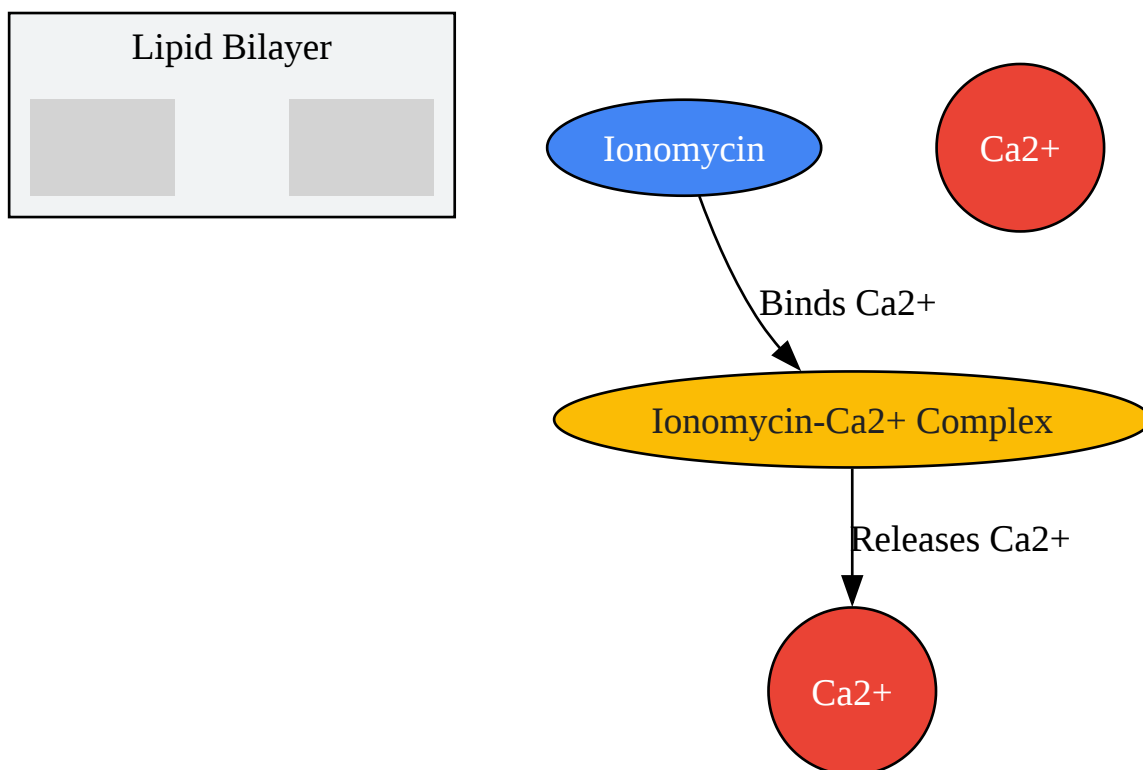 Lipid Bilayer
Ionomycin
Ca2+
Binds Ca2+
Ionomycin-Ca2+ Complex
Releases Ca2+
Ca2+